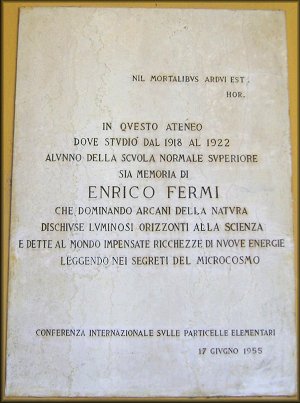 NIL MORTALIBVS ARDVI EST.
HOR.
IN QVESTO ATENEO
DOVE STVDIÒ DAL 1918 AL 1922
ALVNNO DELLA SCVOLA NORMALE SVPERIORE
SIA MEMORIA DI
ENRICO FERMI
CHE DOMINANDO ARCANI DELLA NATVRA
DISCHIVSE LVMINOSI ORIZZONTI ALLA SCIENZA
E DETTE AL MONDO IMPENSATE RICCHEZZE DI NVOVE ENERGIE
LEGGENDO NEI SEGRETI DEL MICROCOSMO
CONFERENZA INTERNAZIONALE SVLLE PARTICELLE ELEMENTARI
17 GIVGNO 1955